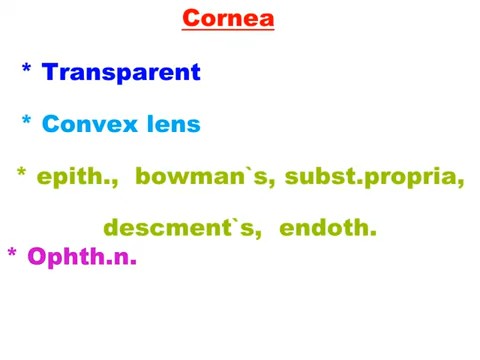 Cornea
* Transparent
* Convex lens
* epith., bowman`s, subst.propria,
descment`s, endoth.
* Ophth.n.